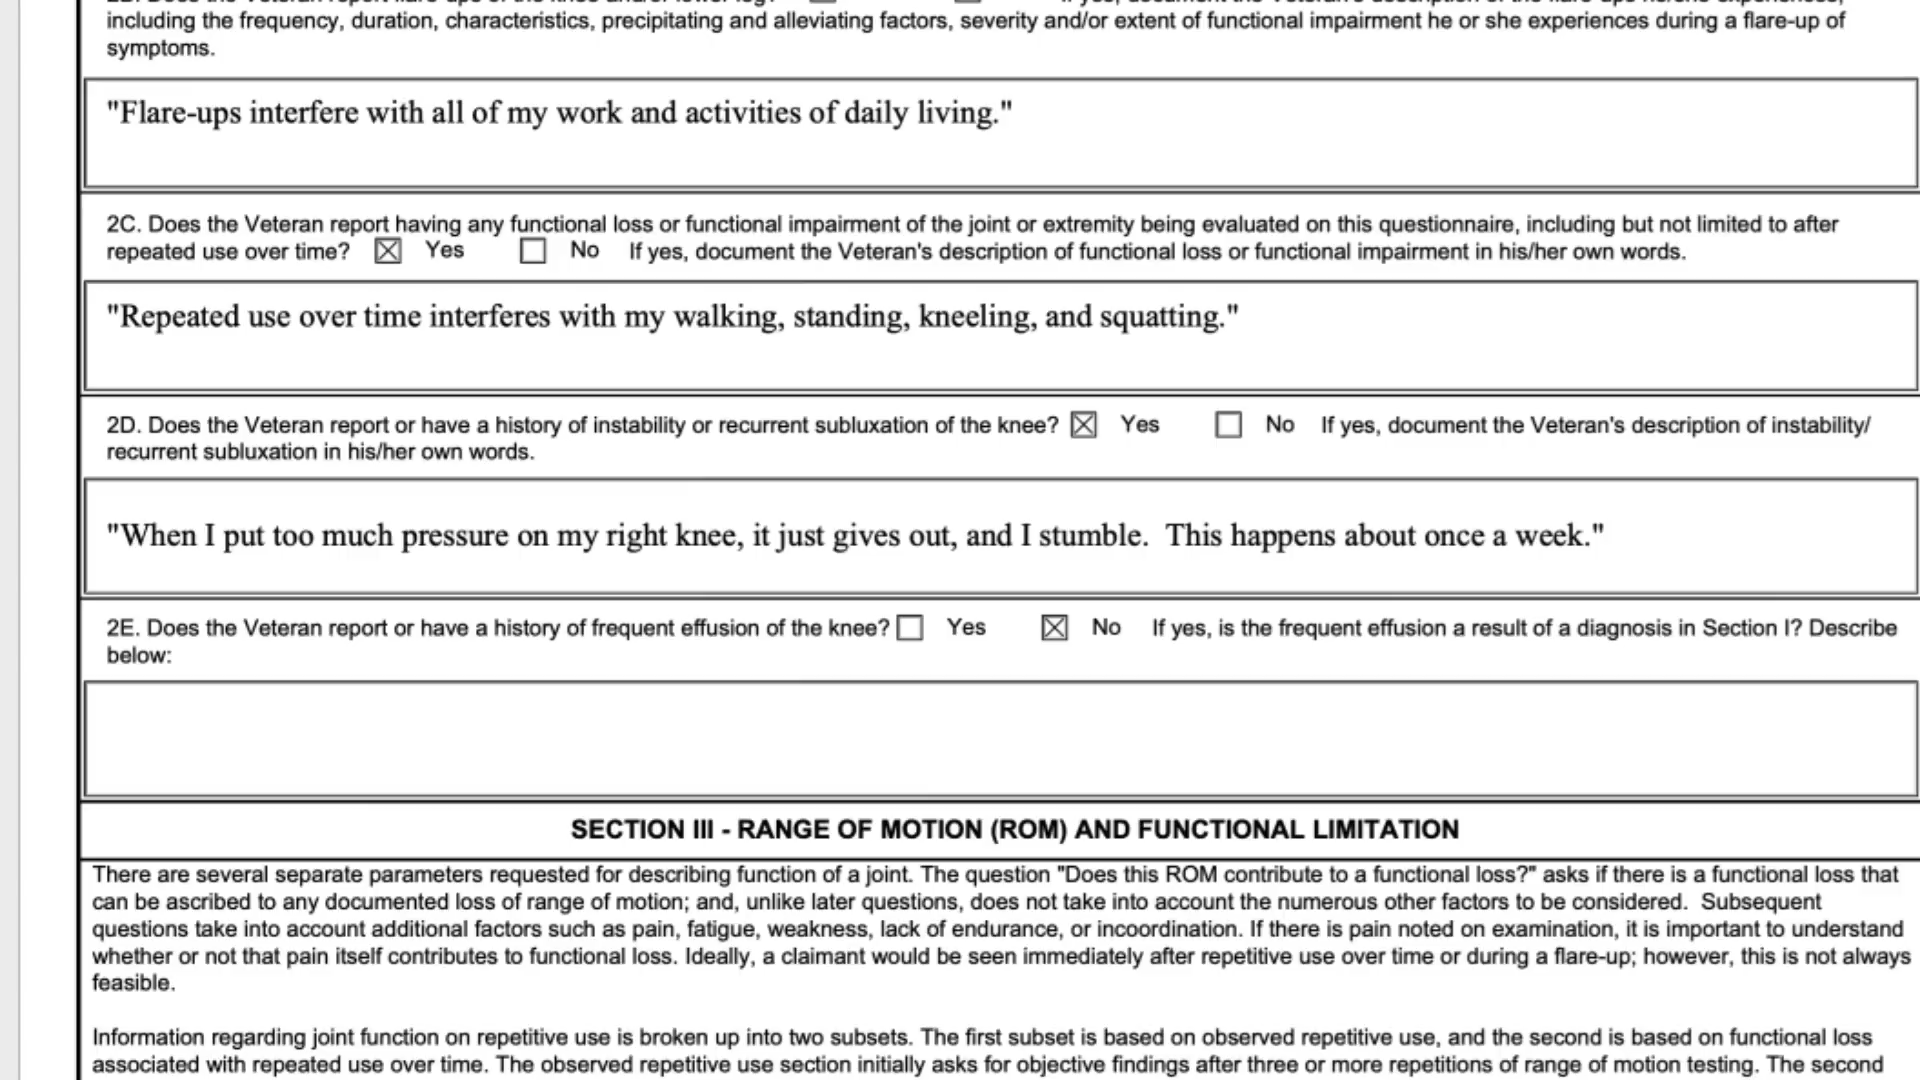 including the frequency, duration, characteristics, precipitating and alleviating factors, severity and/or extent of functional impairment he or she experiences during a flare-up of
symptoms.
"Flare-ups interfere with all of my work and activities of daily living."
2C. Does the Veteran report having any functional loss or functional impairment of the joint or extremity being evaluated on this questionnaire, including but not limited to after
repeated use over time? Yes No If yes, document the Veteran's description of functional loss or functional impairment in his/her own words.
"Repeated use over time interferes with my walking, standing, kneeling, and squatting."
2D. Does the Veteran report or have a history of instability or recurrent subluxation of the knee? Yes No If yes, document the Veteran's description of instability/
recurrent subluxation in his/her own words.
"When I put too much pressure on my right knee, it just gives out, and I stumble. This happens about once a week."
2E. Does the Veteran report or have a history of frequent effusion of the knee? Yes No If yes, is the frequent effusion a result of a diagnosis in Section I? Describe
below:
SECTION III - RANGE OF MOTION (ROM) AND FUNCTIONAL LIMITATION
There are several separate parameters requested for describing function of a joint. The question "Does this ROM contribute to a functional loss?" asks if there is a functional loss that
can be ascribed to any documented loss of range of motion; and, unlike later questions, does not take into account the numerous other factors to be considered. Subsequent
questions take into account additional factors such as pain, fatigue, weakness, lack of endurance, or incoordination. If there is pain noted on examination, it is important to understand
whether or not that pain itself contributes to functional loss. Ideally, a claimant would be seen immediately after repetitive use over time or during a flare-up; however, this is not always
feasible.
Information regarding joint function on repetitive use is broken up into two subsets. The first subset is based on observed repetitive use, and the second is based on functional loss
associated with repeated use over time. The observed repetitive use section initially asks for objective findings after three or more repetitions of range of motion testing. The second